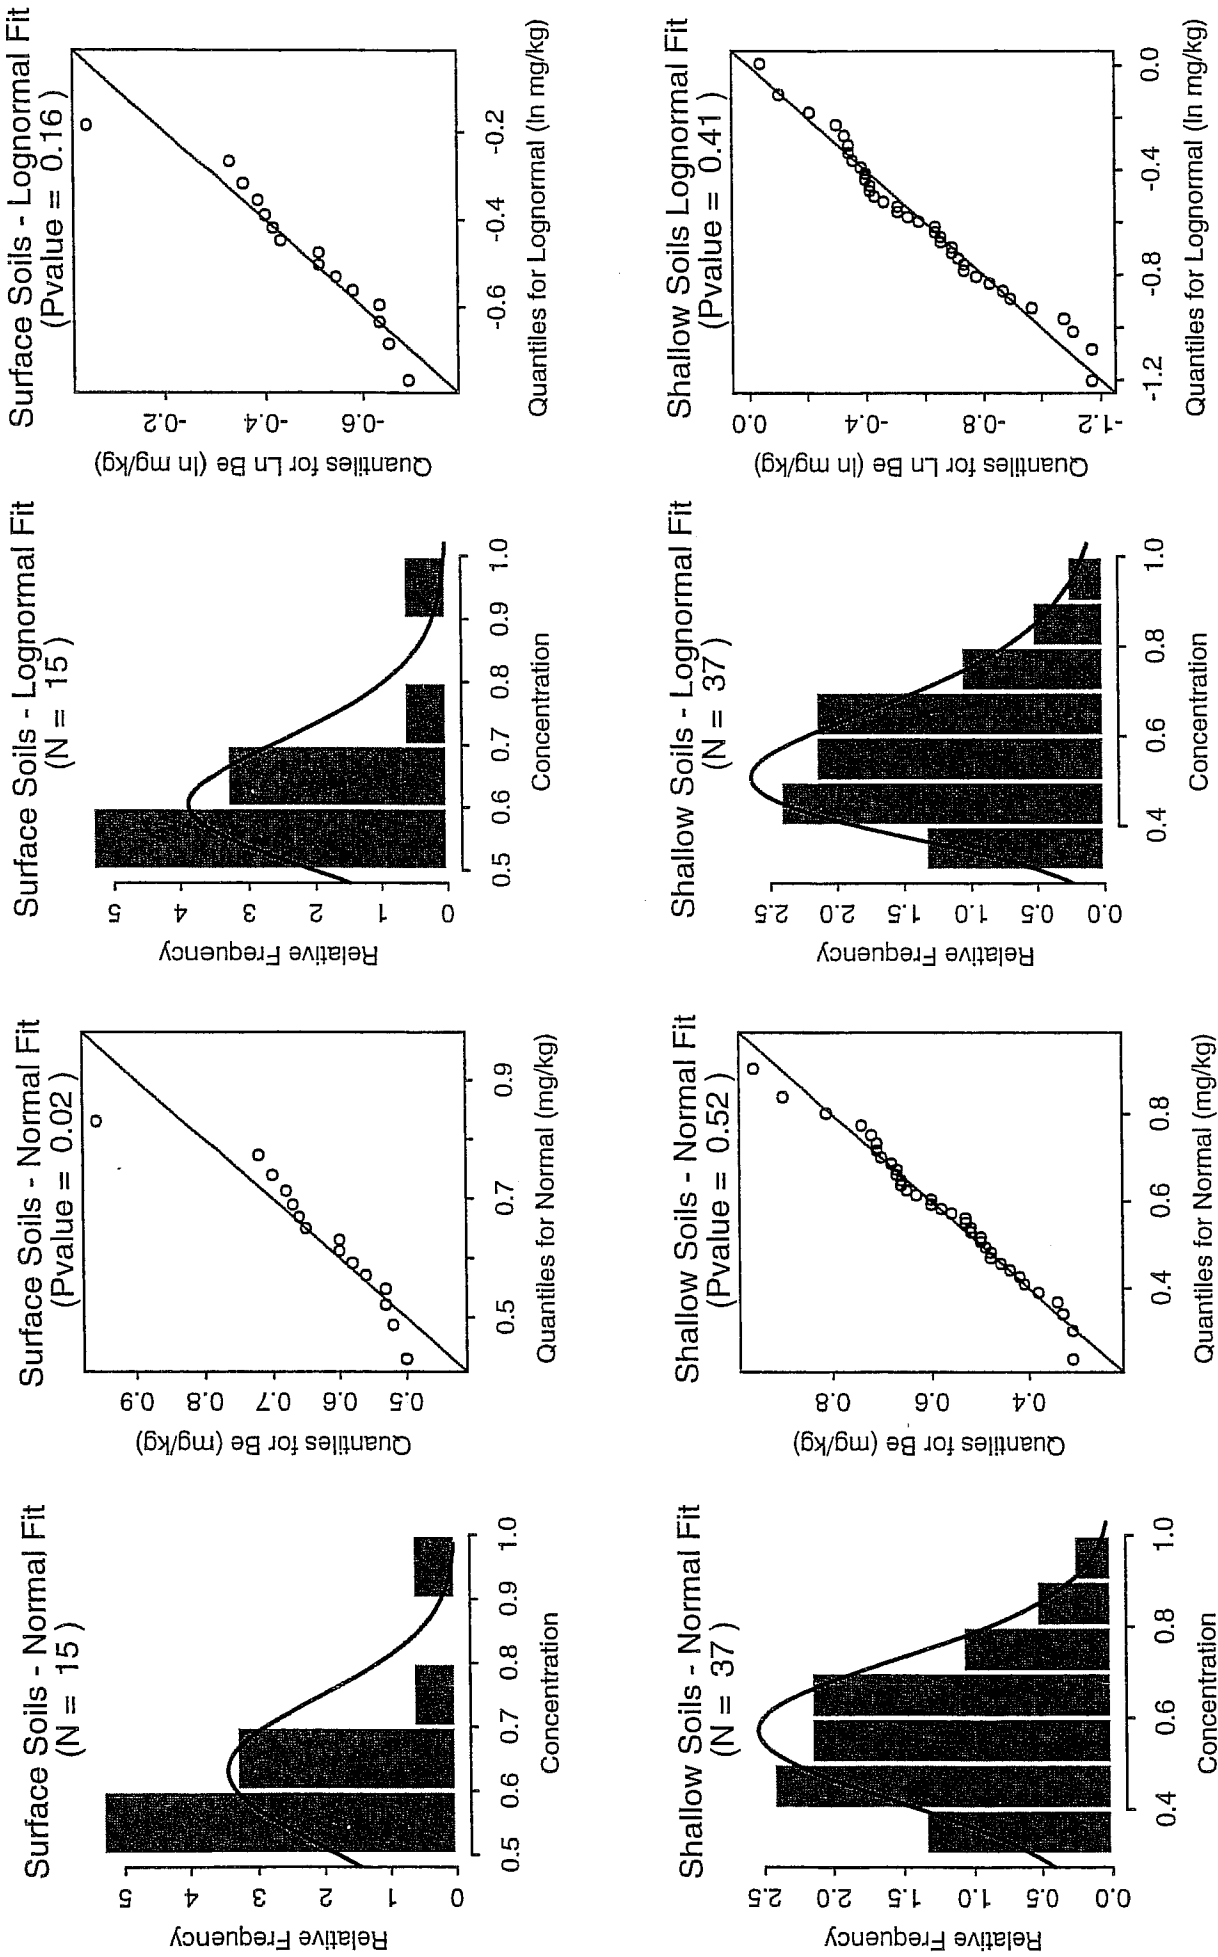 Surface Soils - Normal Fit
(N = 15 )
Relative Frequency
0 1 2 3 4 5
0.5 0.6 0.7 0.8 0.9 1.0
Concentration
Surface Soils - Normal Fit
(Pvalue = 0.02 )
Quantiles for Be (mg/kg)
0.5 0.6 0.7 0.8 0.9
0.5 0.7 0.9
Quantiles for Normal (mg/kg)
Surface Soils - Lognormal Fit
(N = 15 )
Relative Frequency
0 1 2 3 4 5
0.5 0.6 0.7 0.8 0.9 1.0
Concentration
Surface Soils - Lognormal Fit
(Pvalue = 0.16 )
Quantiles for Ln Be (ln mg/kg)
-0.6 -0.4 -0.2
-0.6 -0.4 -0.2
Quantiles for Lognormal (ln mg/kg)
Shallow Soils - Normal Fit
(N = 37 )
Relative Frequency
0.0 0.5 1.0 1.5 2.0 2.5
0.4 0.6 0.8 1.0
Concentration
Shallow Soils - Normal Fit
(Pvalue = 0.52 )
Quantiles for Be (mg/kg)
0.4 0.6 0.8
0.4 0.6 0.8
Quantiles for Normal (mg/kg)
Shallow Soils - Lognormal Fit
(N = 37 )
Relative Frequency
0.0 0.5 1.0 1.5 2.0 2.5
0.4 0.6 0.8 1.0
Concentration
Shallow Soils Lognormal Fit
(Pvalue = 0.41 )
Quantiles for Ln Be (ln mg/kg)
-1.2 -0.8 -0.4 0.0
-1.2 -0.8 -0.4 0.0
Quantiles for Lognormal (ln mg/kg)